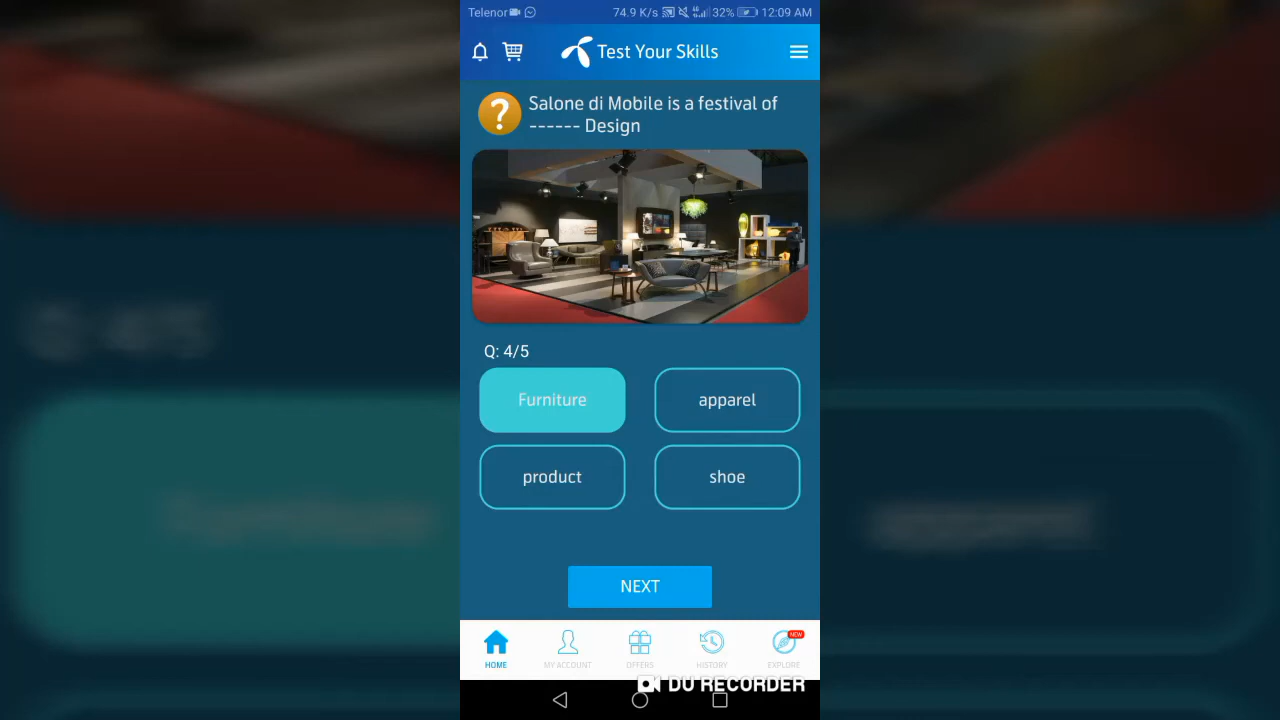 Telenor 74.9 K/s 32% 12:09 AM
Test Your Skills
?
Salone di Mobile is a festival of
------ Design
Q: 4/5
Furniture apparel
product shoe
NEXT
NEW
HOME MY ACCOUNT OFFERS HISTORY EXPLORE
DU RECORDER